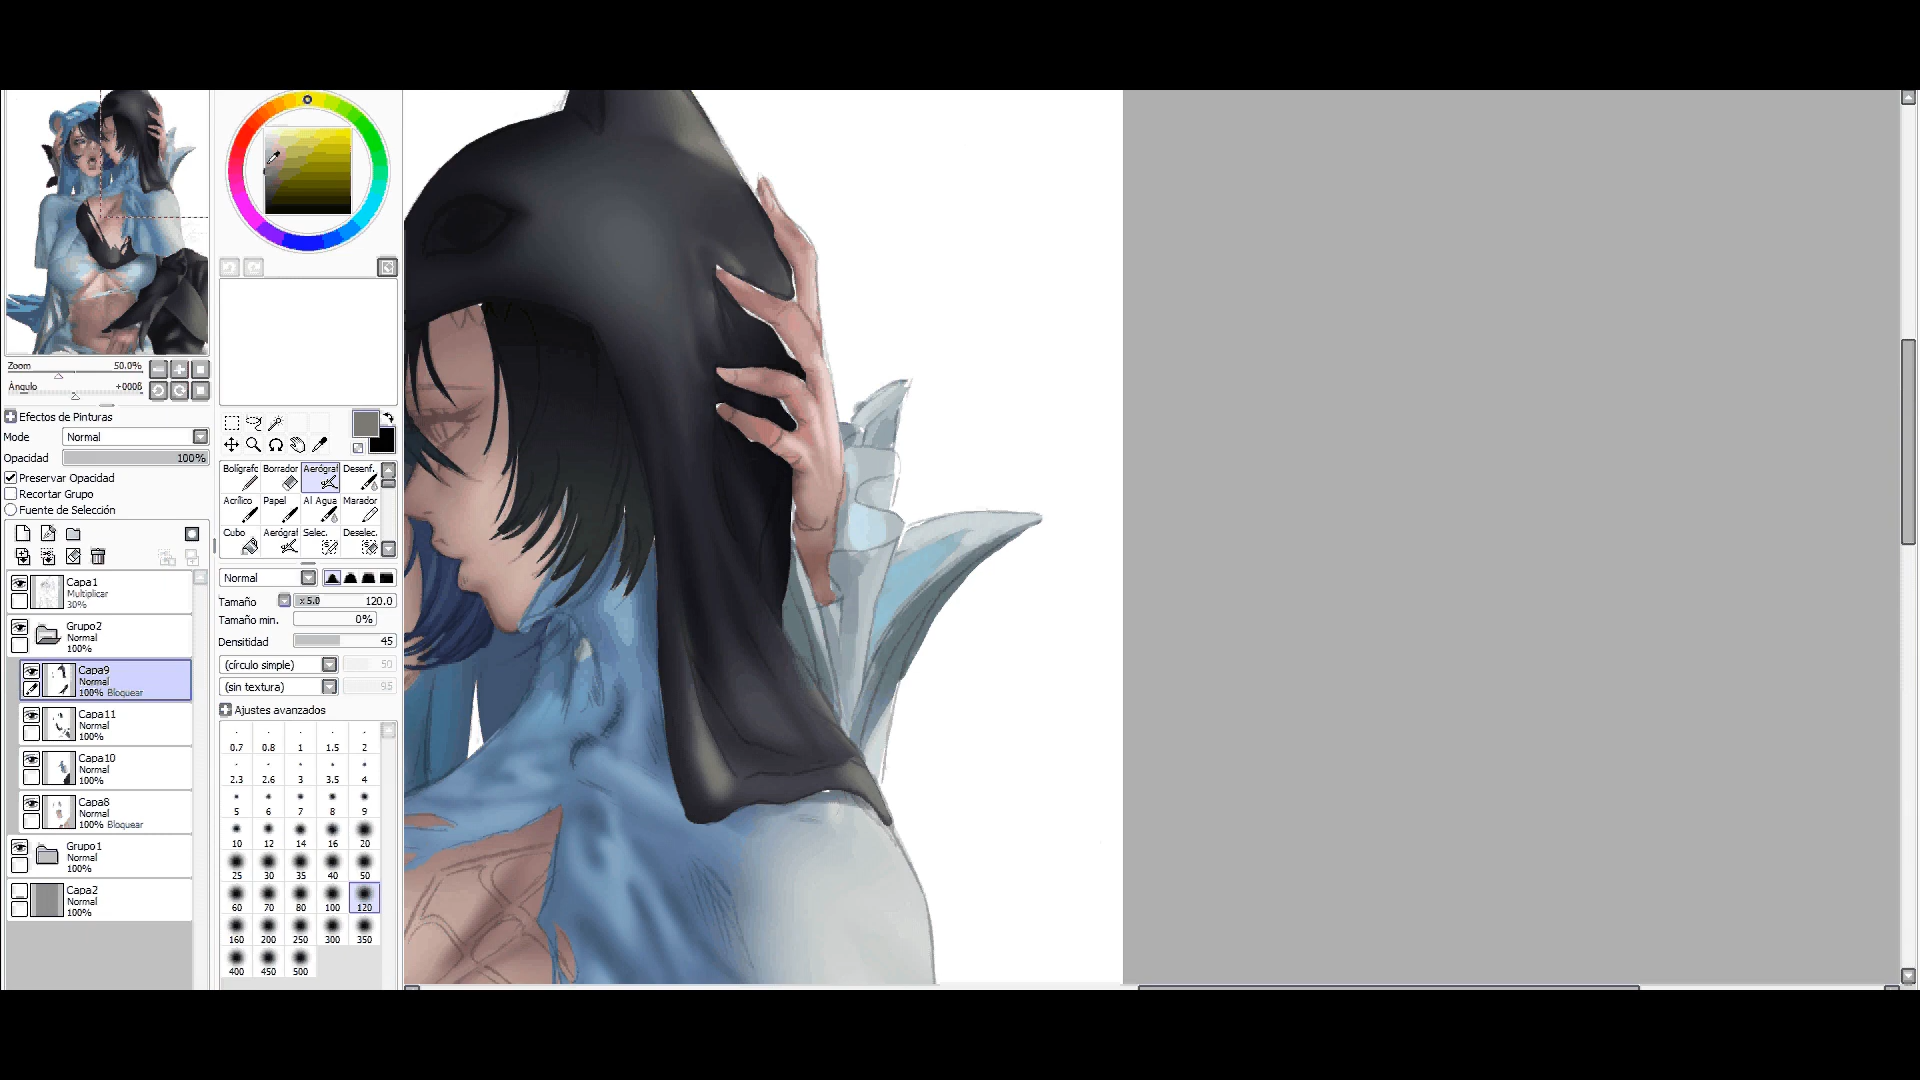 Zoom 50.0%
Ángulo +000ß
Efectos de Pinturas
Mode Normal
Opacidad 100%
Preservar Opacidad
Recortar Grupo
Fuente de Selección
Capa1
Multiplicar
30%
Grupo2
Normal
100%
Capa9
Normal
100% Bloquear
Capa11
Normal
100%
Capa10
Normal
100%
Capa8
Normal
100% Bloquear
Grupo1
Normal
100%
Capa2
Normal
100%
Bolígrafc Borrador Aerógraf Desenf.
Acrílico Papel Al Agua Marador
Cubo Aerógraf Selec. Deselec.
Normal
Tamaño x 5.0 120.0
Tamaño min. 0%
Densitidad 45
(círculo simple) 50
(sin textura) 95
Ajustes avanzados
0.7 0.8 1 1.5 2
2.3 2.6 3 3.5 4
5 6 7 8 9
10 12 14 16 20
25 30 35 40 50
60 70 80 100 120
160 200 250 300 350
400 450 500